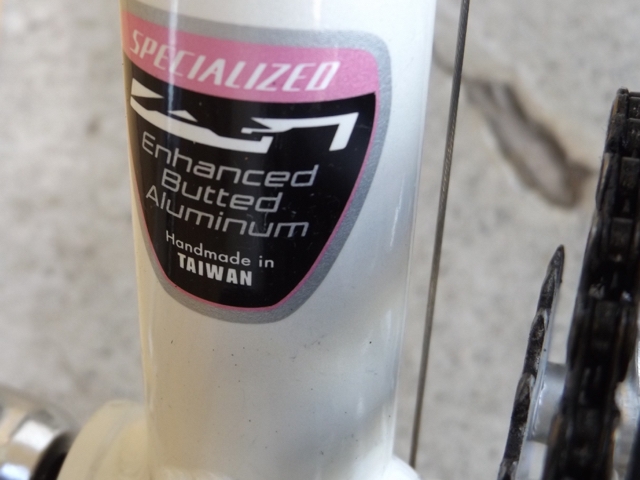 SPECIALIZED
Enhanced
Butted
Aluminum
Handmade in
TAIWAN